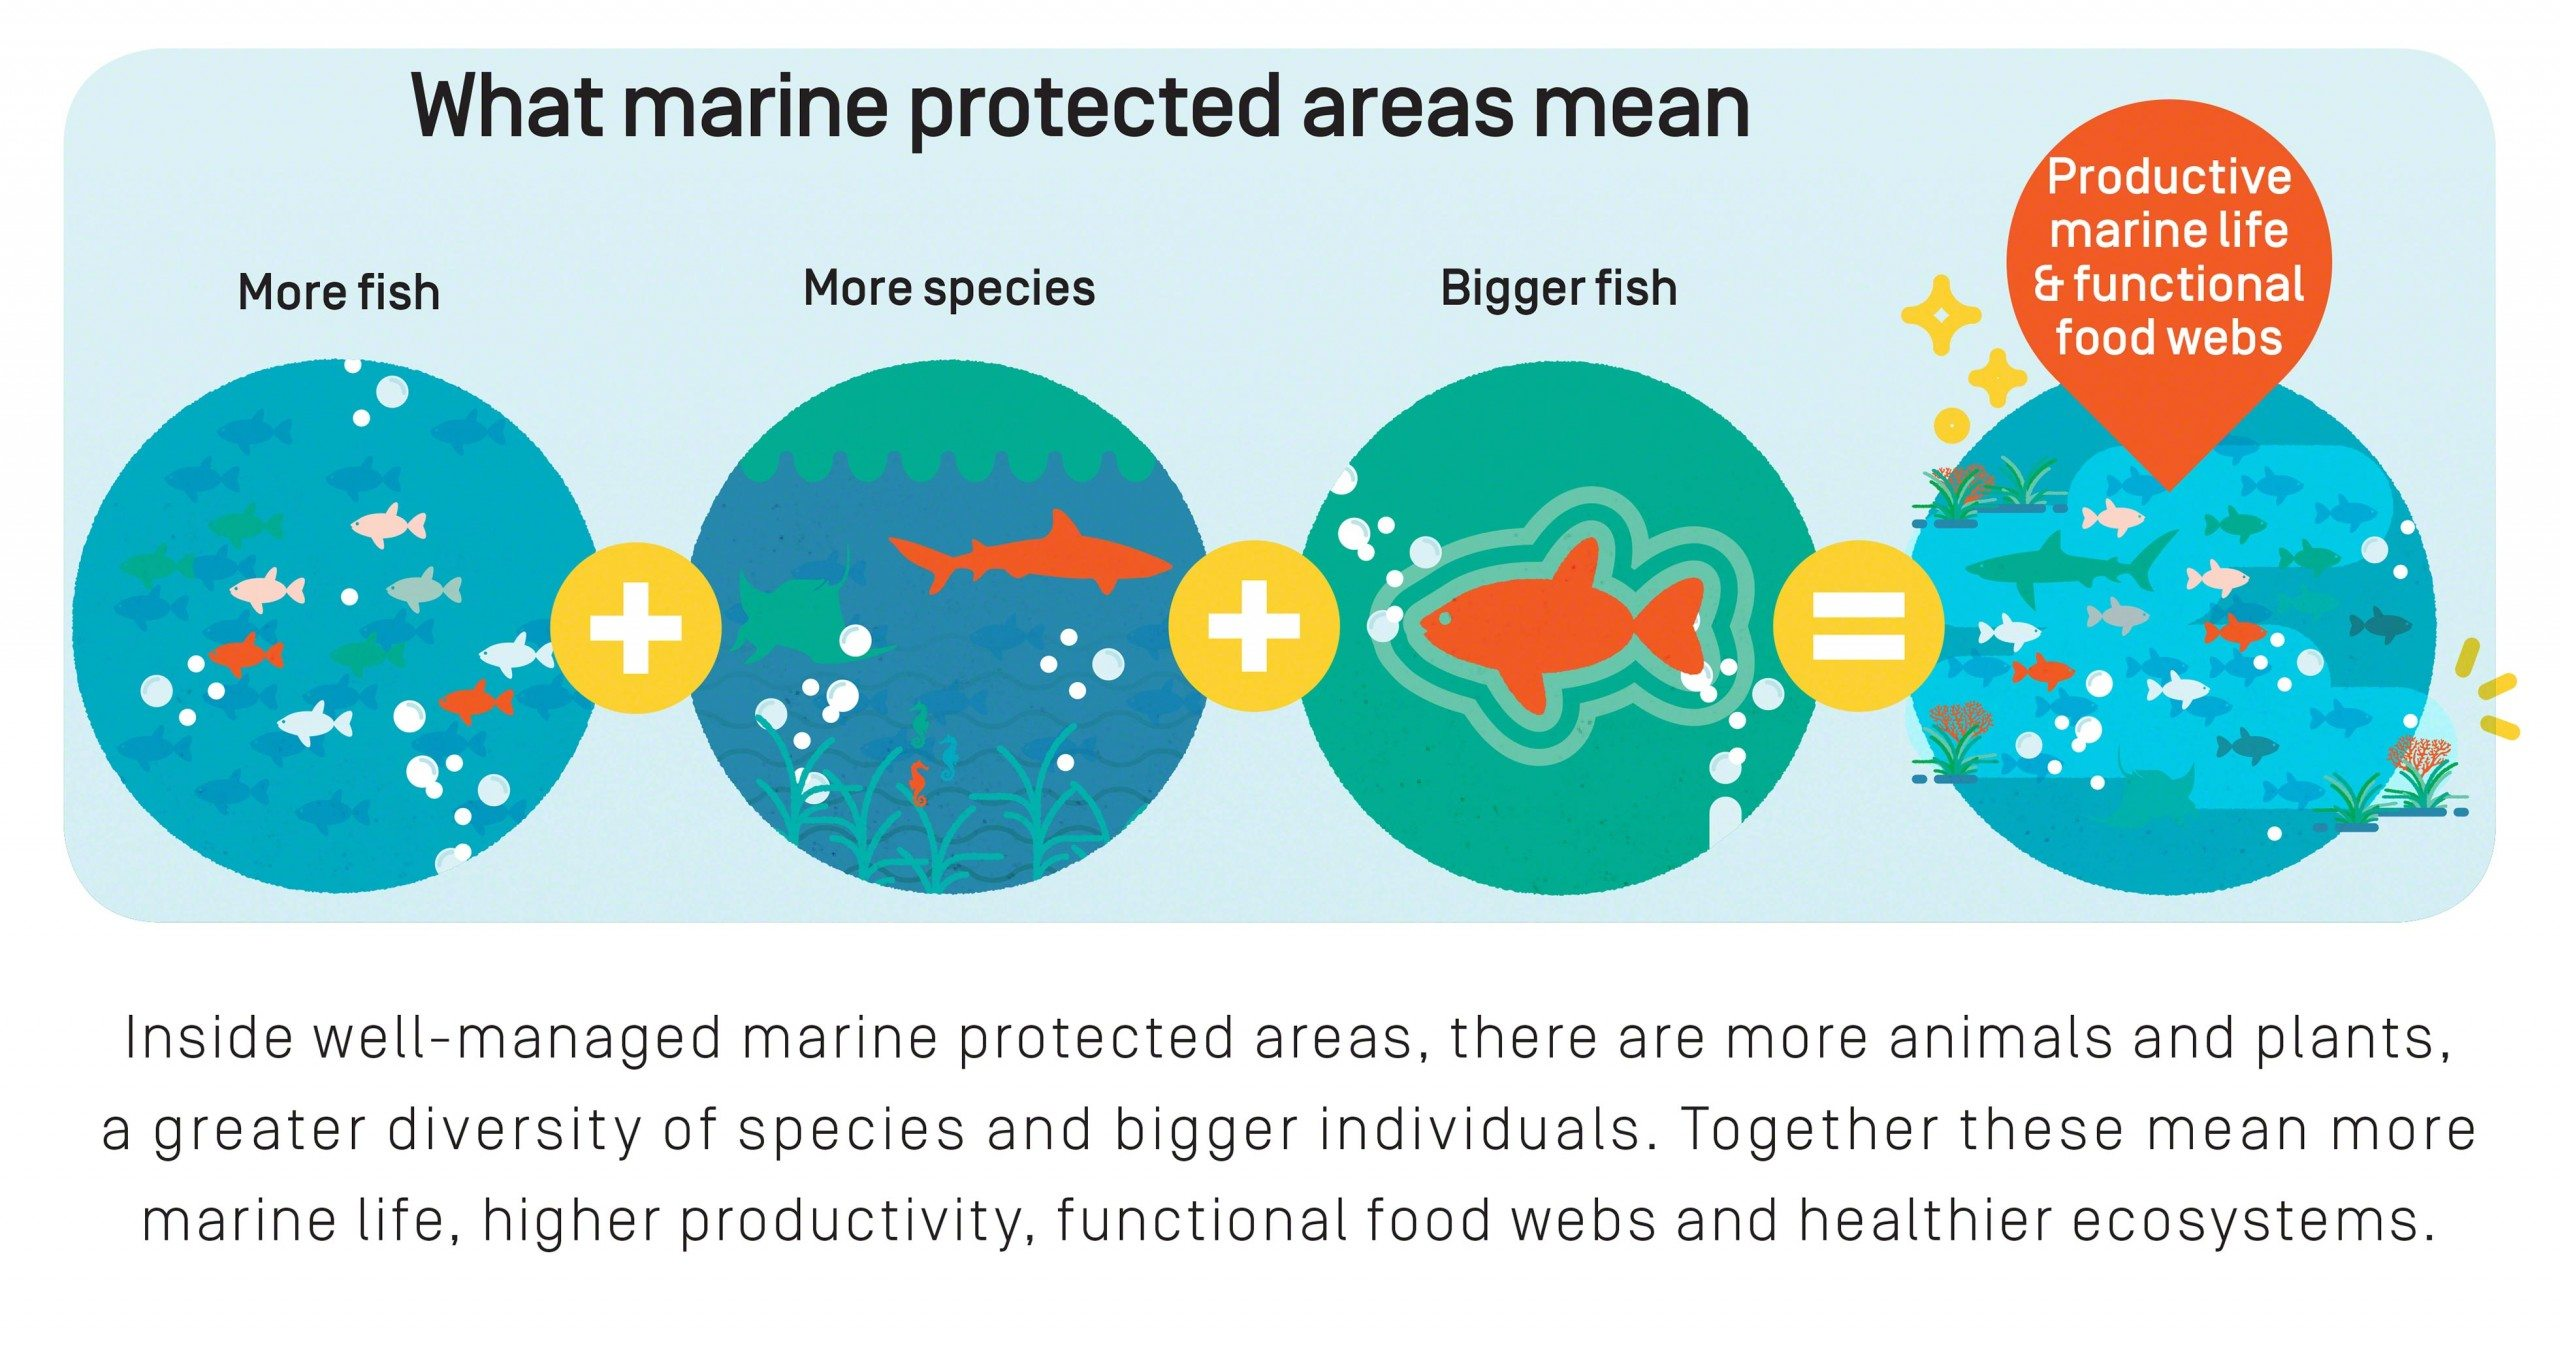 What marine protected areas mean
More fish
More species
Bigger fish
Productive
marine life
& functional
food webs
Inside well-managed marine protected areas, there are more animals and plants,
a greater diversity of species and bigger individuals. Together these mean more
marine life, higher productivity, functional food webs and healthier ecosystems.